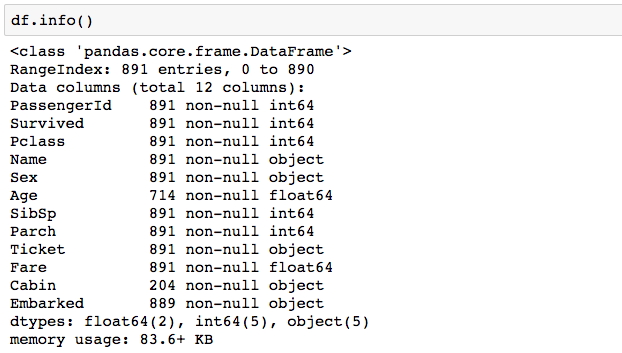 df.info()
<class 'pandas.core.frame.DataFrame'>
RangeIndex: 891 entries, 0 to 890
Data columns (total 12 columns):
PassengerId    891 non-null int64
Survived       891 non-null int64
Pclass         891 non-null int64
Name           891 non-null object
Sex            891 non-null object
Age            714 non-null float64
SibSp          891 non-null int64
Parch          891 non-null int64
Ticket         891 non-null object
Fare           891 non-null float64
Cabin          204 non-null object
Embarked       889 non-null object
dtypes: float64(2), int64(5), object(5)
memory usage: 83.6+ KB